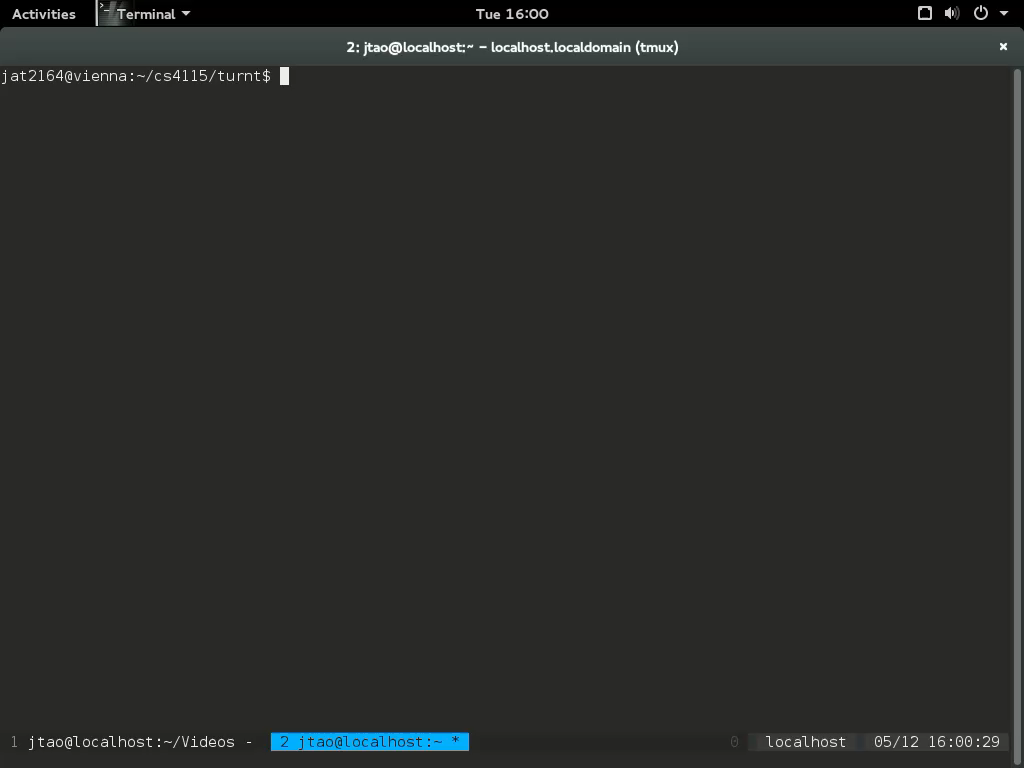 Activities Terminal Tue 16:00
2: jtao@localhost:~ – localhost.localdomain (tmux)
jat2164@vienna:~/cs4115/turnt$
1 jtao@localhost:~/Videos - 2 jtao@localhost:~ * 0 localhost 05/12 16:00:29